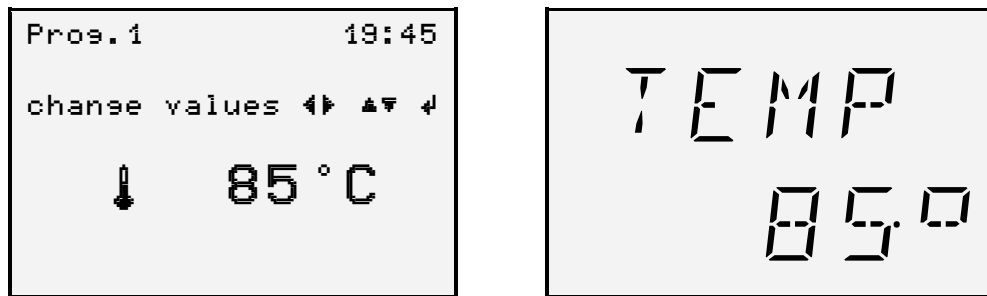 Prog.1 19:45
change values ◀▶ ▲▼ ↲
85°C
TEMP
85.°